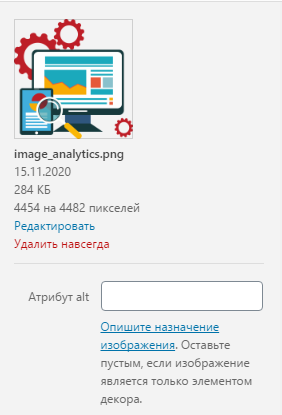 image_analytics.png
15.11.2020
284 КБ
4454 на 4482 пикселей
Редактировать
Удалить навсегда
Атрибут alt
Опишите назначение
изображения. Оставьте
пустым, если изображение
является только элементом
декора.